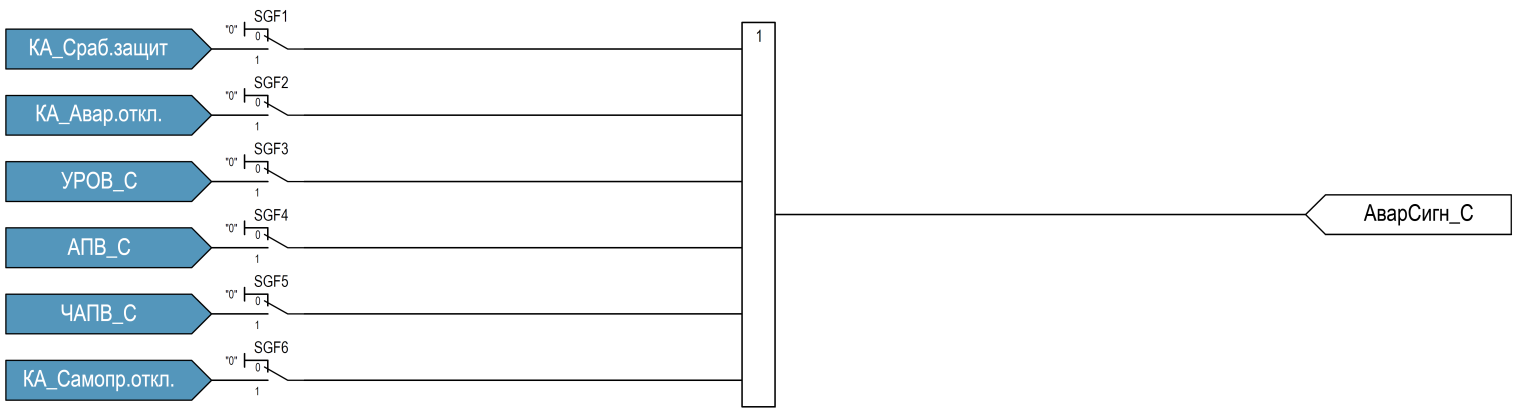 SGF1
"0"
0
КА_Сраб.защит
1
1
SGF2
"0"
0
КА_Авар.откл.
1
SGF3
"0"
0
УРОВ_С
1
АварСигн_С
SGF4
"0"
0
АПВ_С
1
SGF5
"0"
0
ЧАПВ_С
1
SGF6
"0"
0
КА_Самопр.откл.
1